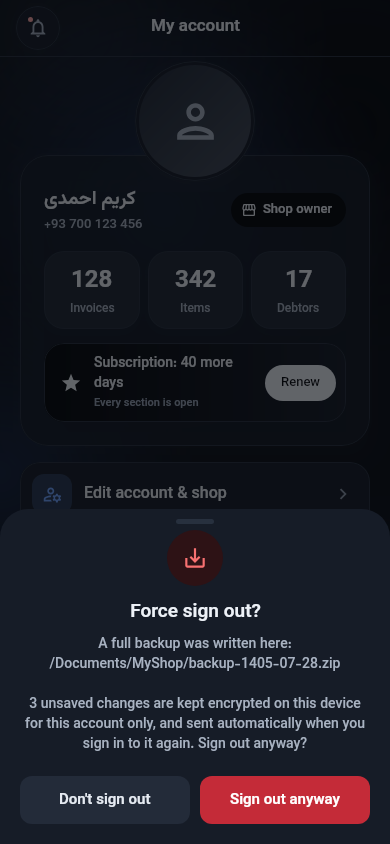 My account
کریم احمدی
+93 700 123 456
Shop owner
128
342
17
Invoices
Items
Debtors
Subscription: 40 more
days
Every section is open
Renew
Edit account & shop
Force sign out?
A full backup was written here:
/Documents/MyShop/backup-1405-07-28.zip
3 unsaved changes are kept encrypted on this device
for this account only, and sent automatically when you
sign in to it again. Sign out anyway?
Don't sign out
Sign out anyway